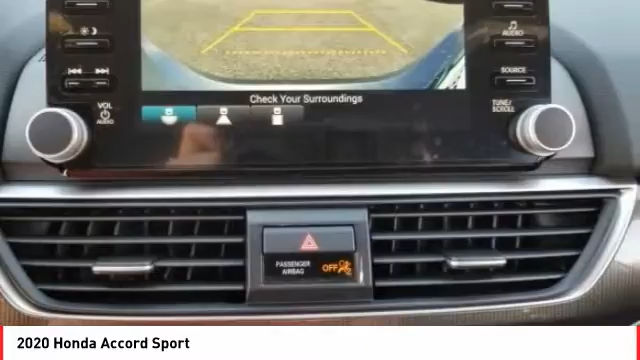 AUDIO
SOURCE
Check Your Surroundings
VOL
AUDIO
TUNE/
SCROLL
PASSENGER
AIRBAG
OFF
2020 Honda Accord Sport